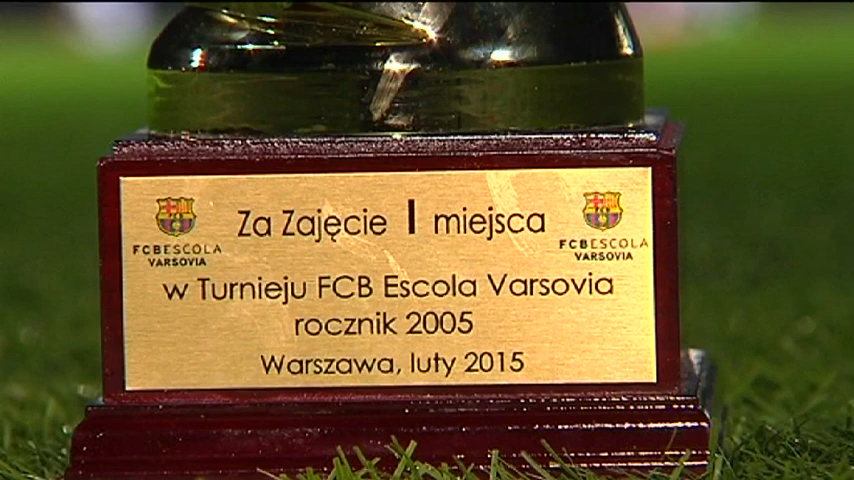 Za Zajęcie I miejsca
FCBESCOLA
VARSOVIA
FCBESCOLA
VARSOVIA
w Turnieju FCB Escola Varsovia
rocznik 2005
Warszawa, luty 2015